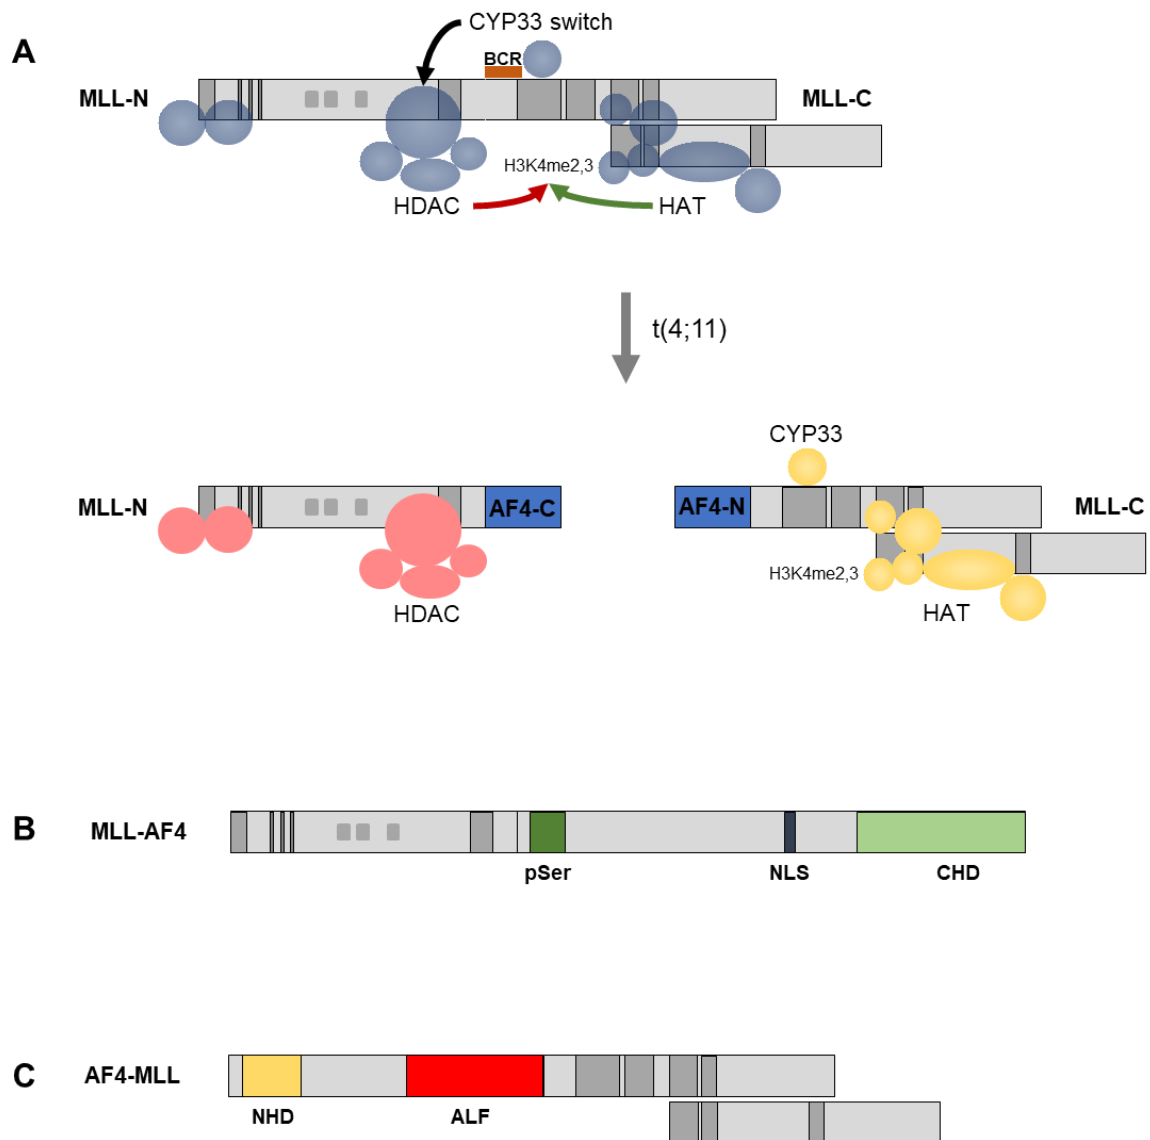 A
CYP33 switch
BCR
MLL-N
MLL-C
H3K4me2,3
HDAC
HAT
t(4;11)
CYP33
MLL-N
AF4-C
AF4-N
MLL-C
H3K4me2,3
HDAC
HAT
B
MLL-AF4
pSer
NLS
CHD
C
AF4-MLL
NHD
ALF